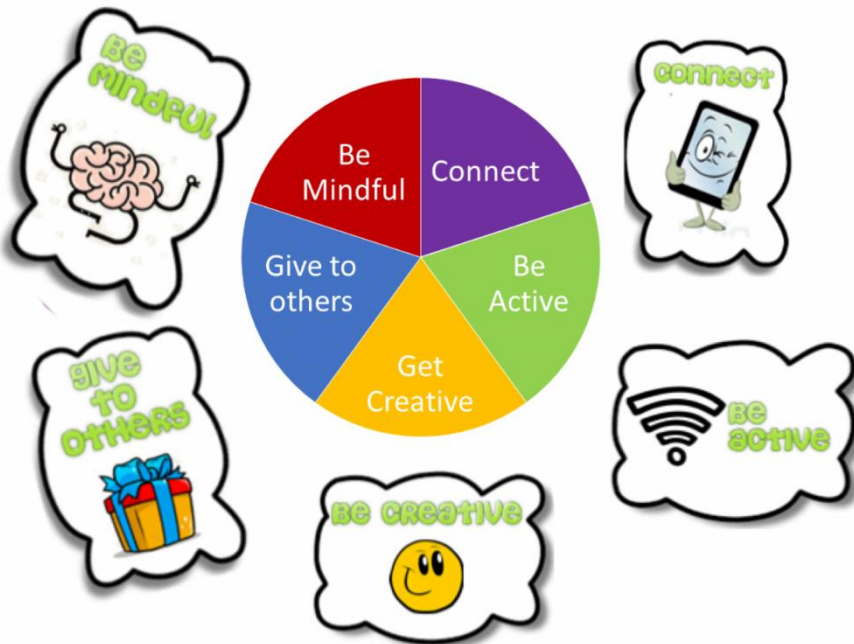 Be
Mindful
Connect
Be
Mindful
Connect
Give to
others
Be
Active
Get
Creative
Give
to
others
Be
active
Be creative